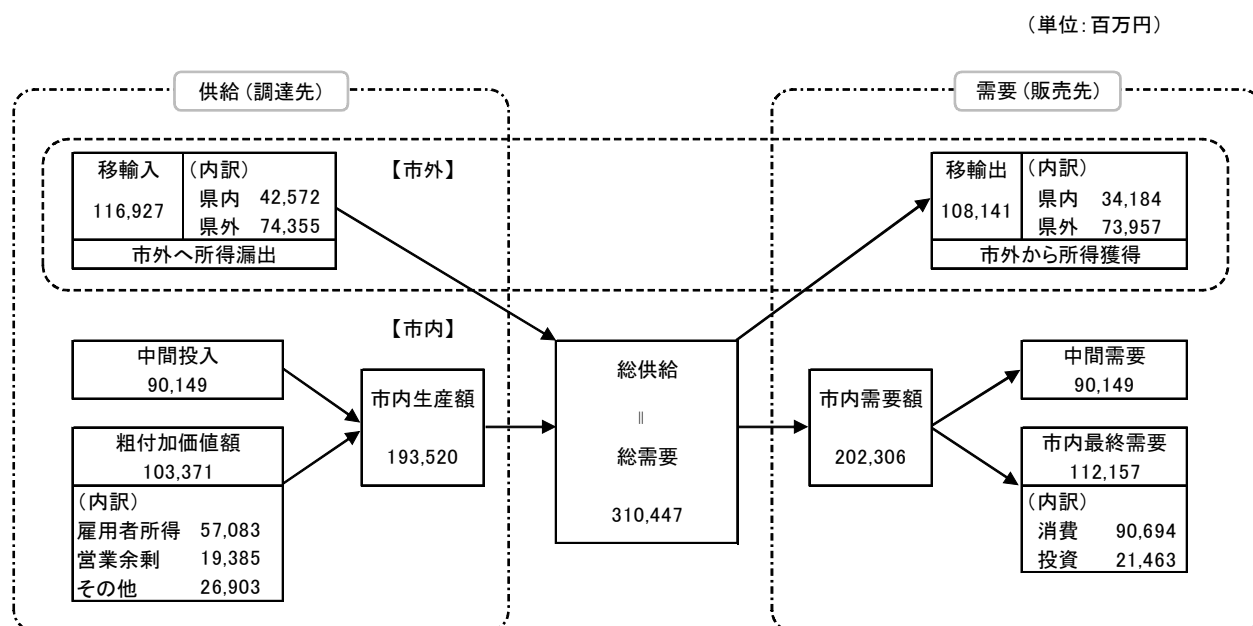 （単位：百万円）
供給（調達先）
需要（販売先）
移輸入
116,927
（内訳）
県内 42,572
県外 74,355
市外へ所得漏出
【市外】
移輸出
108,141
（内訳）
県内 34,184
県外 73,957
市外から所得獲得
【市内】
中間投入
90,149
粗付加価値額
103,371
（内訳）
雇用者所得 57,083
営業余剰 19,385
その他 26,903
市内生産額
193,520
総供給
＝
総需要
310,447
市内需要額
202,306
中間需要
90,149
市内最終需要
112,157
（内訳）
消費 90,694
投資 21,463